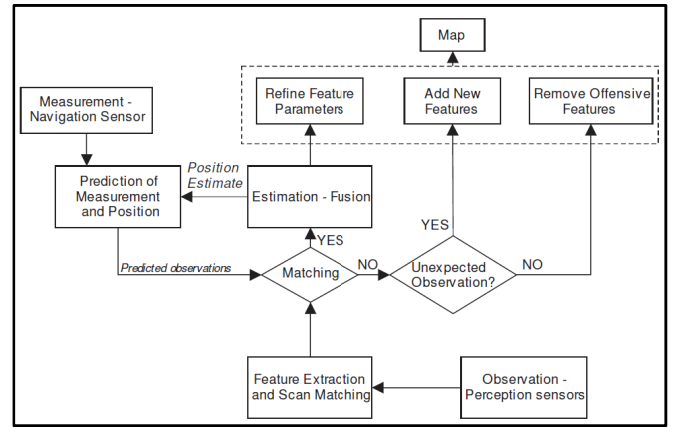 Map
Measurement -
Navigation Sensor
Refine Feature
Parameters
Add New
Features
Remove Offensive
Features
Prediction of
Measurement
and Position
Position
Estimate
Estimation - Fusion
YES
YES
Predicted observations
Matching
NO
Unexpected
Observation?
NO
Feature Extraction
and Scan Matching
Observation -
Perception sensors